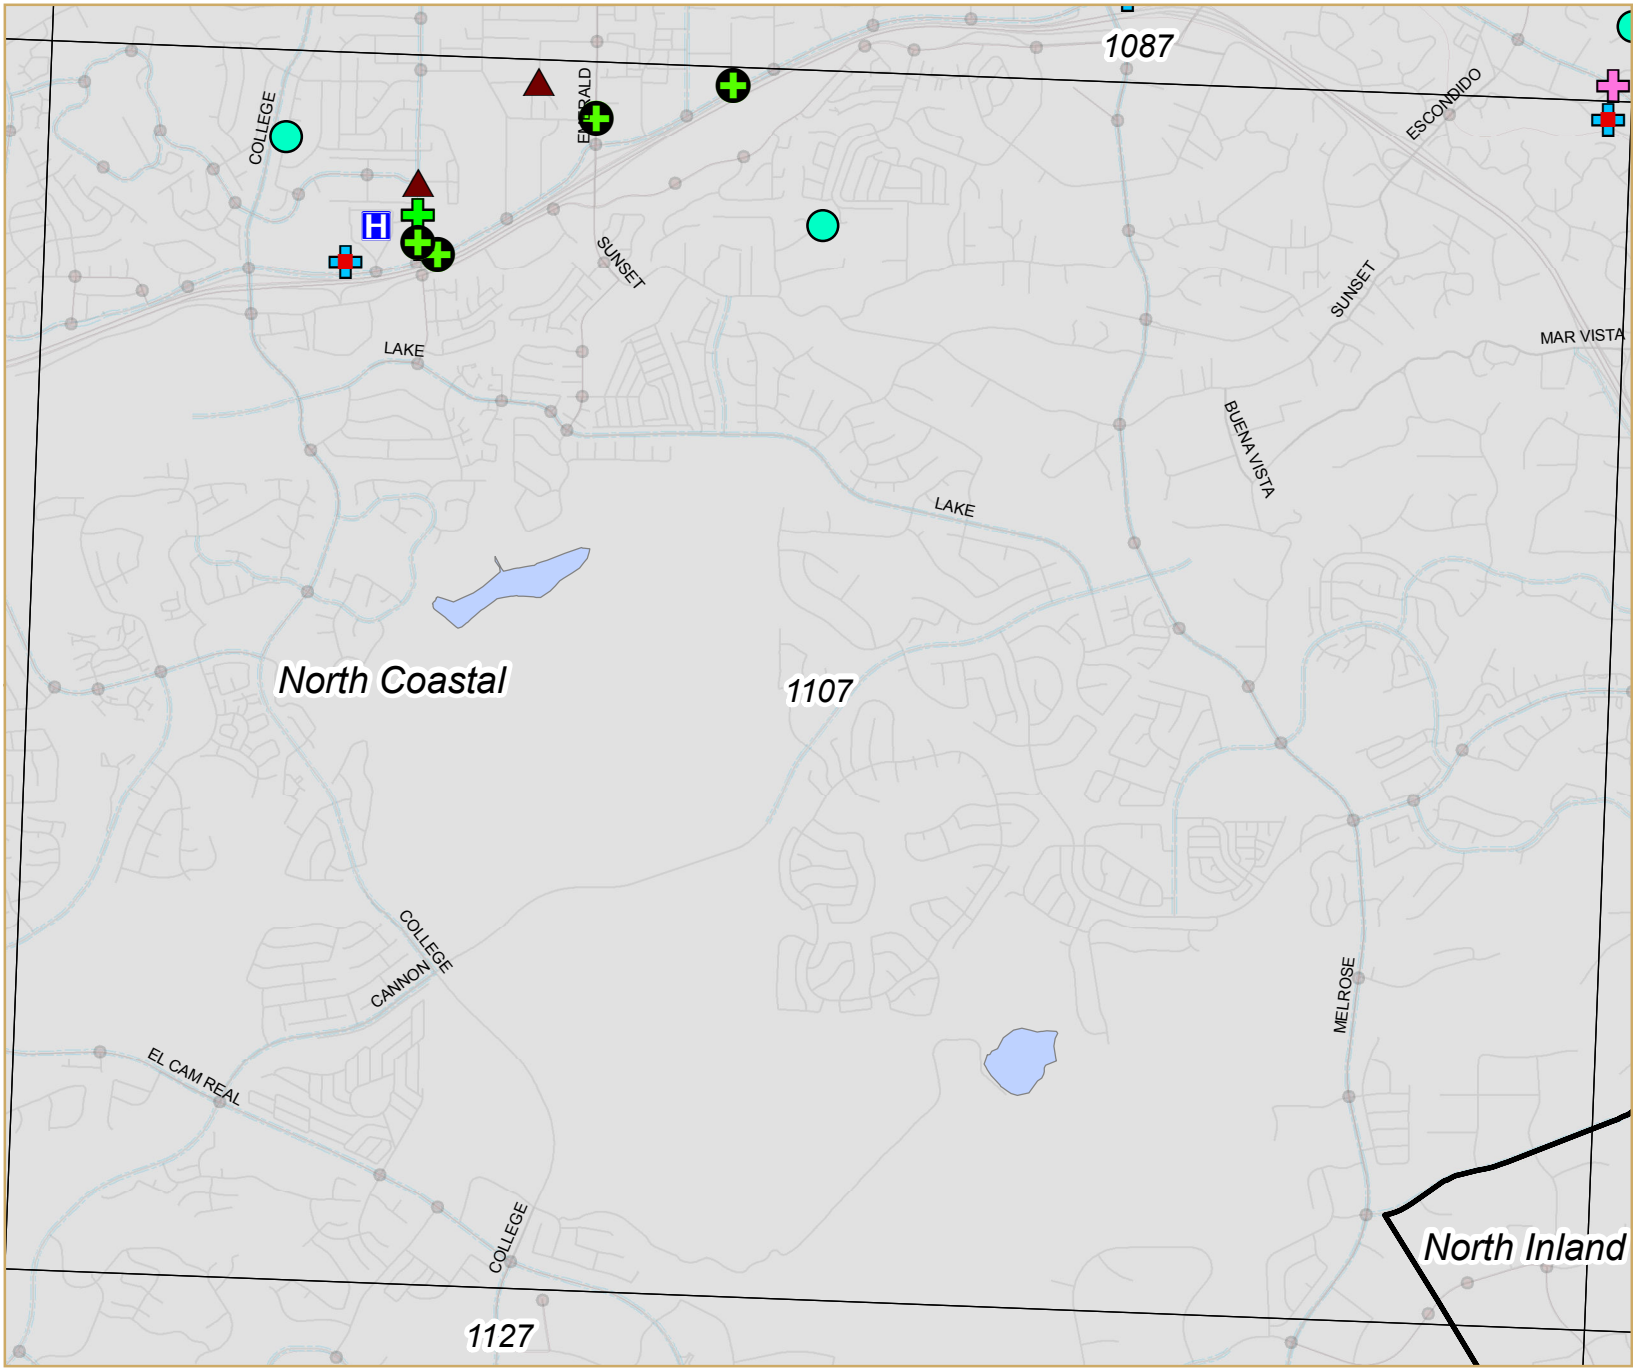 1087
COLLEGE
EMERALD
ESCONDIDO
H
SUNSET
SUNSET
MAR VISTA
LAKE
BUENA VISTA
LAKE
North Coastal
1107
COLLEGE
CANNON
MELROSE
EL CAM REAL
COLLEGE
North Inland
1127